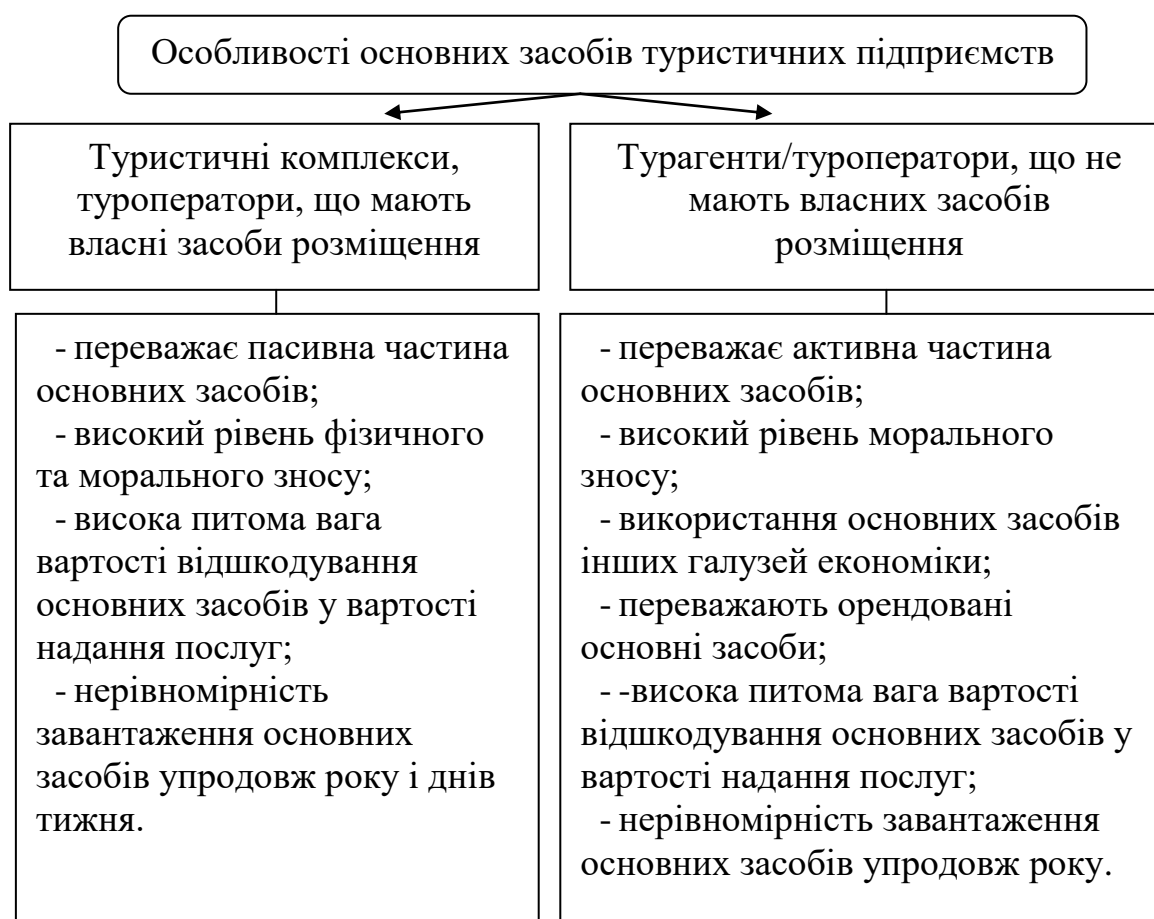 Особливості основних засобів туристичних підприємств
Туристичні комплекси,
туроператори, що мають
власні засоби розміщення
Турагенти/туроператори, що не
мають власних засобів
розміщення
- переважає пасивна частина
основних засобів;
- високий рівень фізичного
та морального зносу;
- висока питома вага
вартості відшкодування
основних засобів у вартості
надання послуг;
- нерівномірність
завантаження основних
засобів упродовж року і днів
тижня.
- переважає активна частина
основних засобів;
- високий рівень морального
зносу;
- використання основних засобів
інших галузей економіки;
- переважають орендовані
основні засоби;
- -висока питома вага вартості
відшкодування основних засобів у
вартості надання послуг;
- нерівномірність завантаження
основних засобів упродовж року.